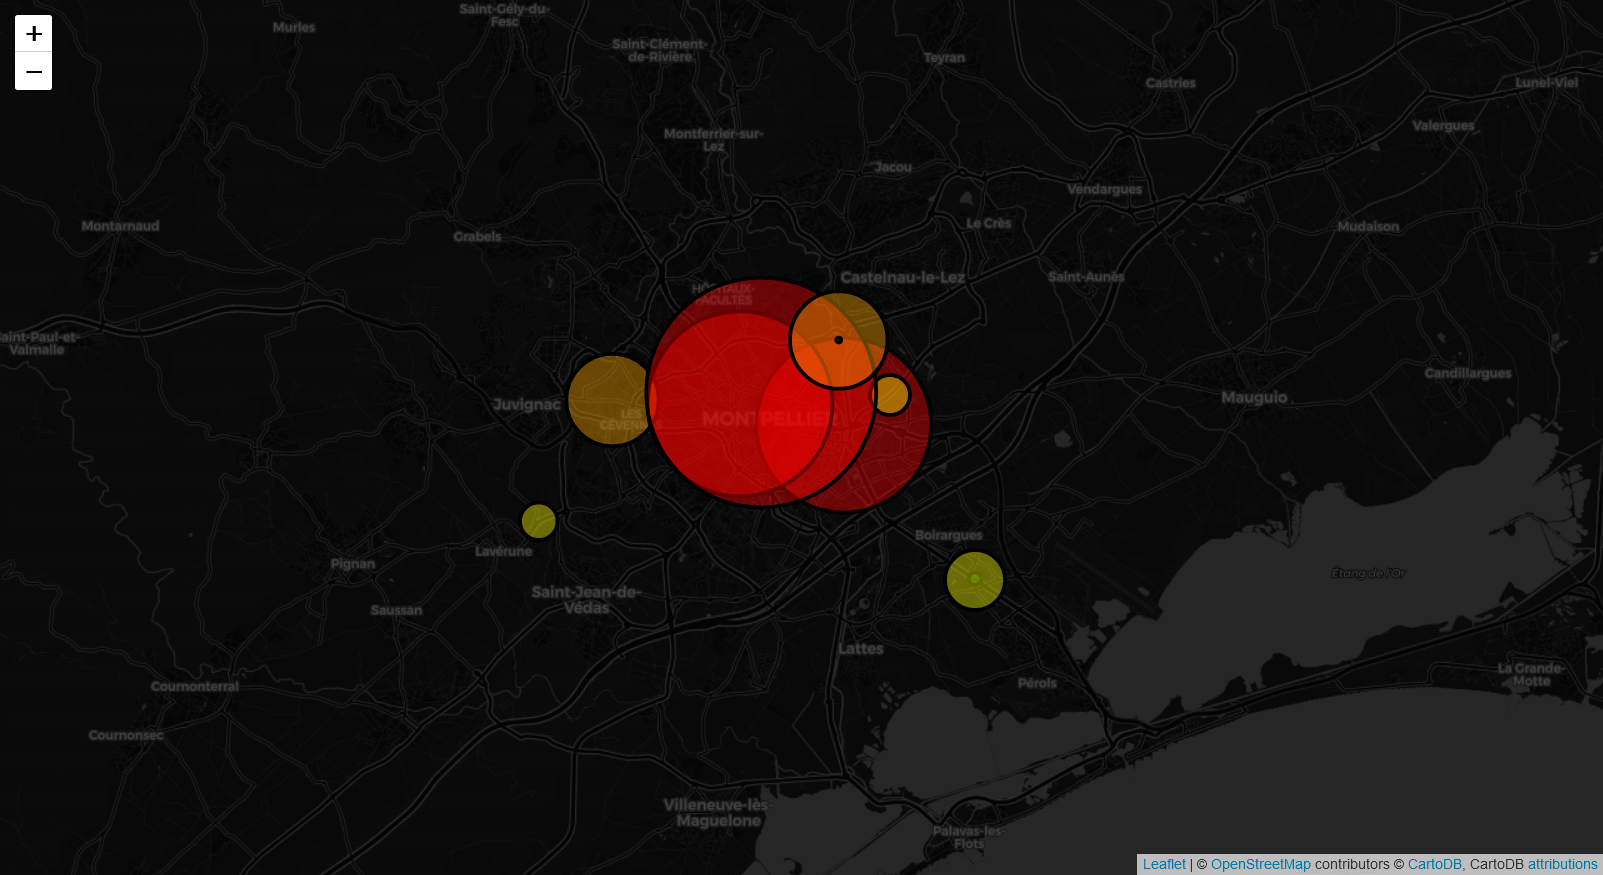 +
−
Saint-Gély-du-
Fesc
Murles
Saint-Clément-
de-Rivière
Teyran
Castries
Lunel-Viel
Valergues
Montferrier-sur-
Lez
Jacou
Vendargues
Montarnaud
Grabels
Le Crès
Mudaison
Castelnau-le-Lez
Saint-Aunès
HÔPITAUX-
FACULTÉS
aint-Paul-et-
Valmalle
Candillargues
Mauguio
Juvignac
LES
CÉVENNES
MONTPELLIER
Boirargues
Lavérune
Pignan
Étang de l'Or
Saint-Jean-de-
Védas
Saussan
Lattes
La Grande-
Motte
Pérols
Cournonterral
Cournonsec
Villeneuve-lès-
Maguelone
Palavas-les-
Flots
Leaflet | © OpenStreetMap contributors © CartoDB, CartoDB attributions